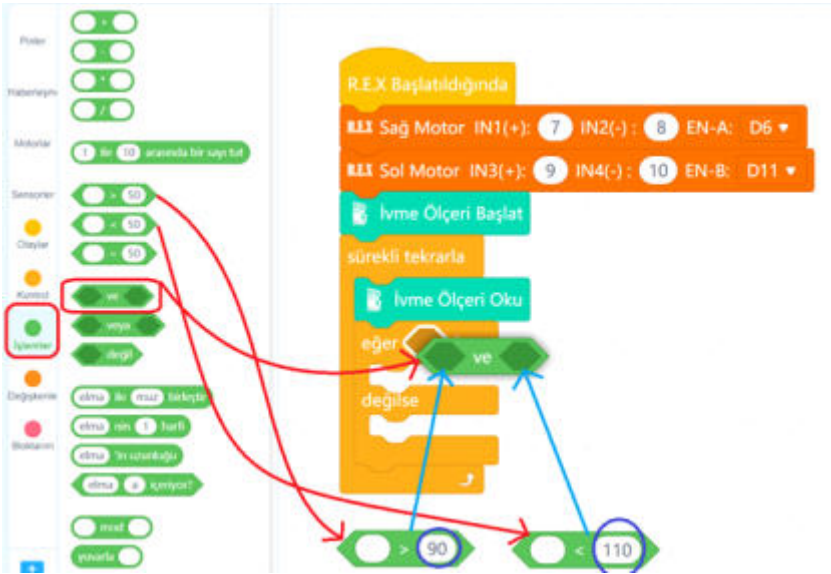 Pinler
Haberleşme
Motorlar
Sensörler
Olaylar
Kontrol
İşlemler
Değişkenler
Bloklarım
+
-
*
/
1 ile 10 arasında bir sayı tut
> 50
< 50
= 50
ve
veya
değil
elma ile muz birleştir
elma nin 1 harfi
elma 'in uzunluğu
elma a içeriyor?
mod
yuvarla
R.E.X Başlatıldığında
R.E.X Sağ Motor IN1(+): 7 IN2(-) : 8 EN-A: D6
R.E.X Sol Motor IN3(+): 9 IN4(-) : 10 EN-B: D11
İvme Ölçeri Başlat
sürekli tekrarla
İvme Ölçeri Oku
eğer
ve
değilse
> 90
< 110